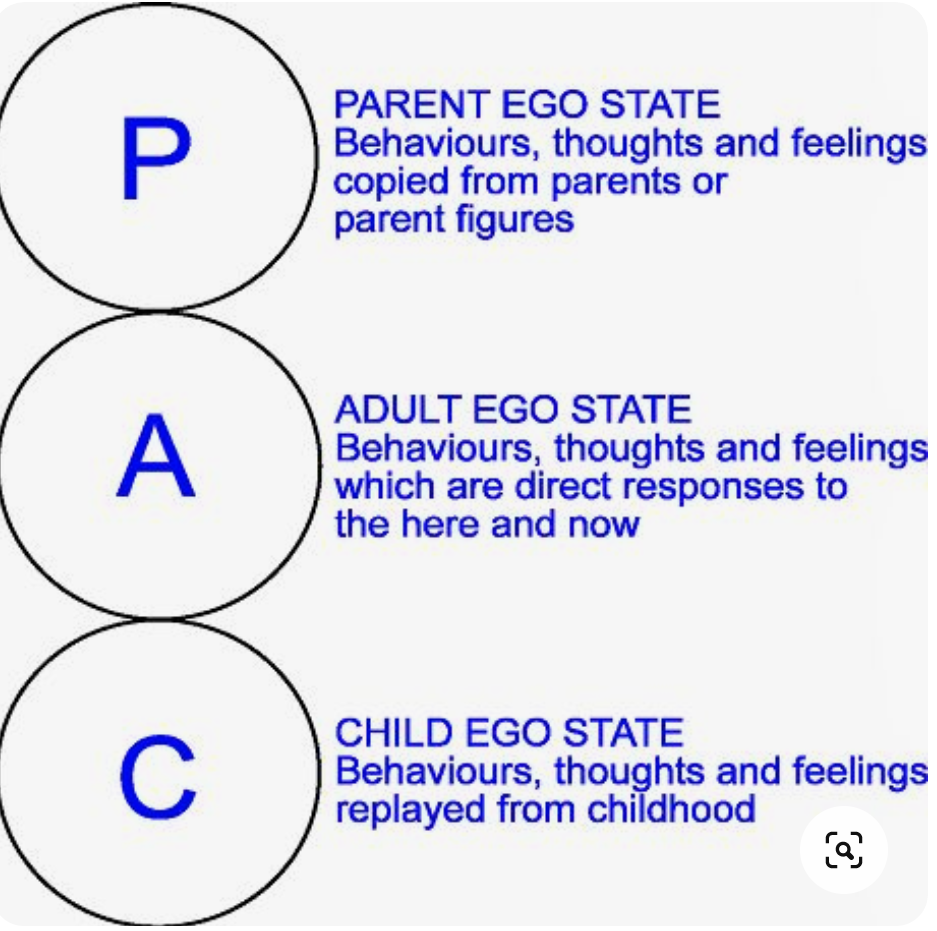 P
PARENT EGO STATE
Behaviours, thoughts and feelings
copied from parents or
parent figures
A
ADULT EGO STATE
Behaviours, thoughts and feelings
which are direct responses to
the here and now
C
CHILD EGO STATE
Behaviours, thoughts and feelings
replayed from childhood